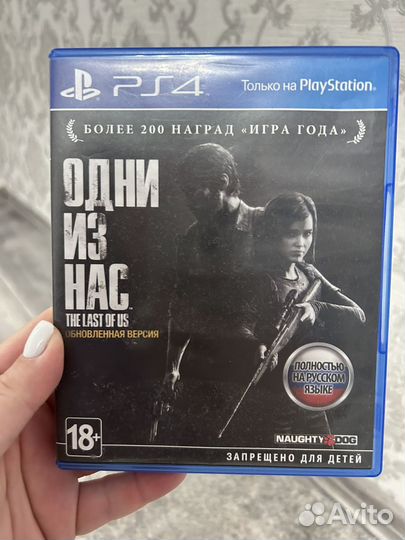 PS4
Только на PlayStation®
БОЛЕЕ 200 НАГРАД «ИГРА ГОДА»
ОДНИ
ИЗ
НАС
THE LAST OF US
ОБНОВЛЕННАЯ ВЕРСИЯ
ПОЛНОСТЬЮ
НА РУССКОМ
ЯЗЫКЕ
18+
NAUGHTY DOG
ЗАПРЕЩЕНО ДЛЯ ДЕТЕЙ
Avito